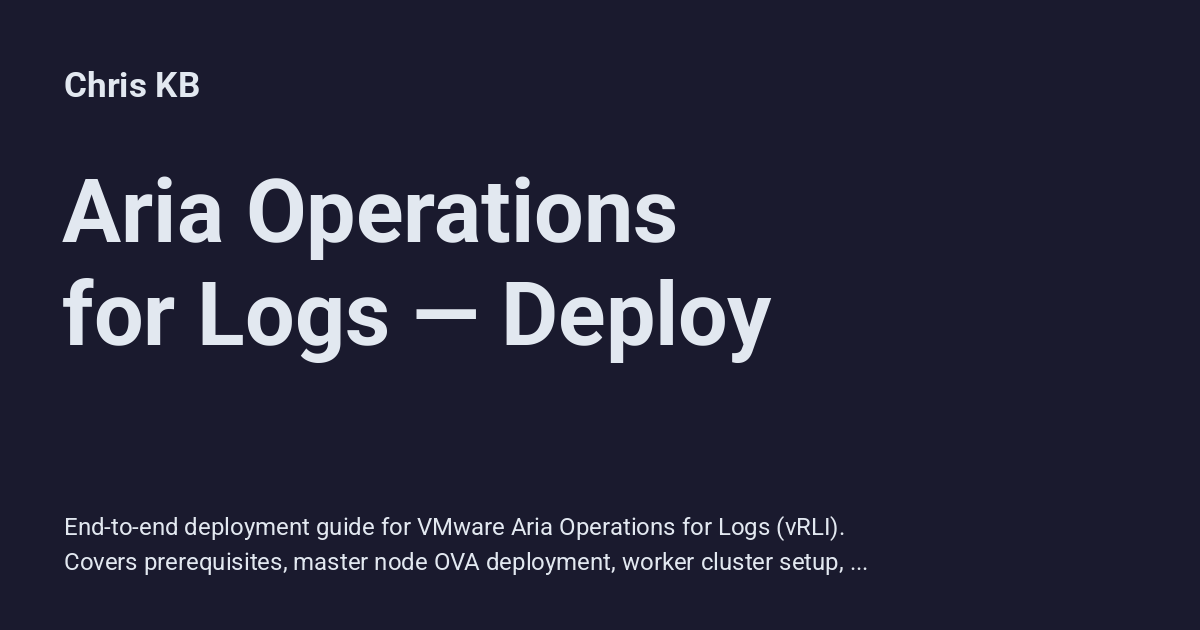 Chris KB
Aria Operations
for Logs — Deploy
End-to-end deployment guide for VMware Aria Operations for Logs (vRLI).
Covers prerequisites, master node OVA deployment, worker cluster setup, ...